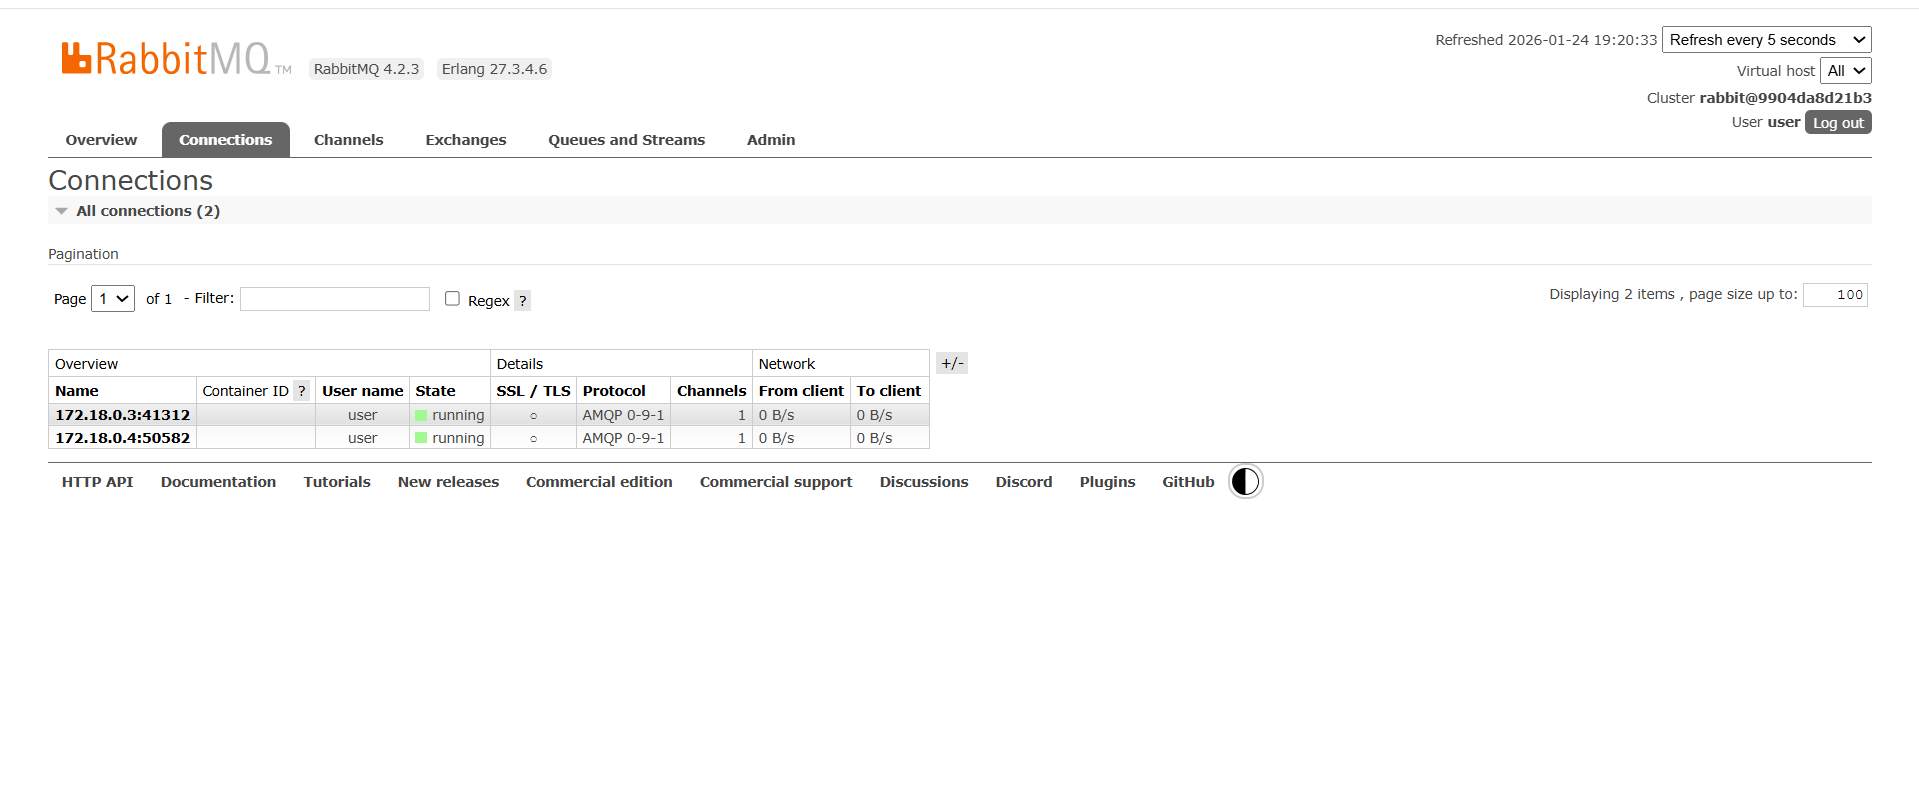 Refreshed 2026-01-24 19:20:33 Refresh every 5 seconds
RabbitMQ TM RabbitMQ 4.2.3 Erlang 27.3.4.6
Virtual host All
Cluster rabbit@9904da8d21b3
User user Log out
Overview Connections Channels Exchanges Queues and Streams Admin
Connections
All connections (2)
Pagination
Page 1 of 1 - Filter: Regex ? Displaying 2 items , page size up to: 100
Overview Details Network +/-
Name Container ID ? User name State SSL / TLS Protocol Channels From client To client
172.18.0.3:41312 user running ○ AMQP 0-9-1 1 0 B/s 0 B/s
172.18.0.4:50582 user running ○ AMQP 0-9-1 1 0 B/s 0 B/s
HTTP API Documentation Tutorials New releases Commercial edition Commercial support Discussions Discord Plugins GitHub